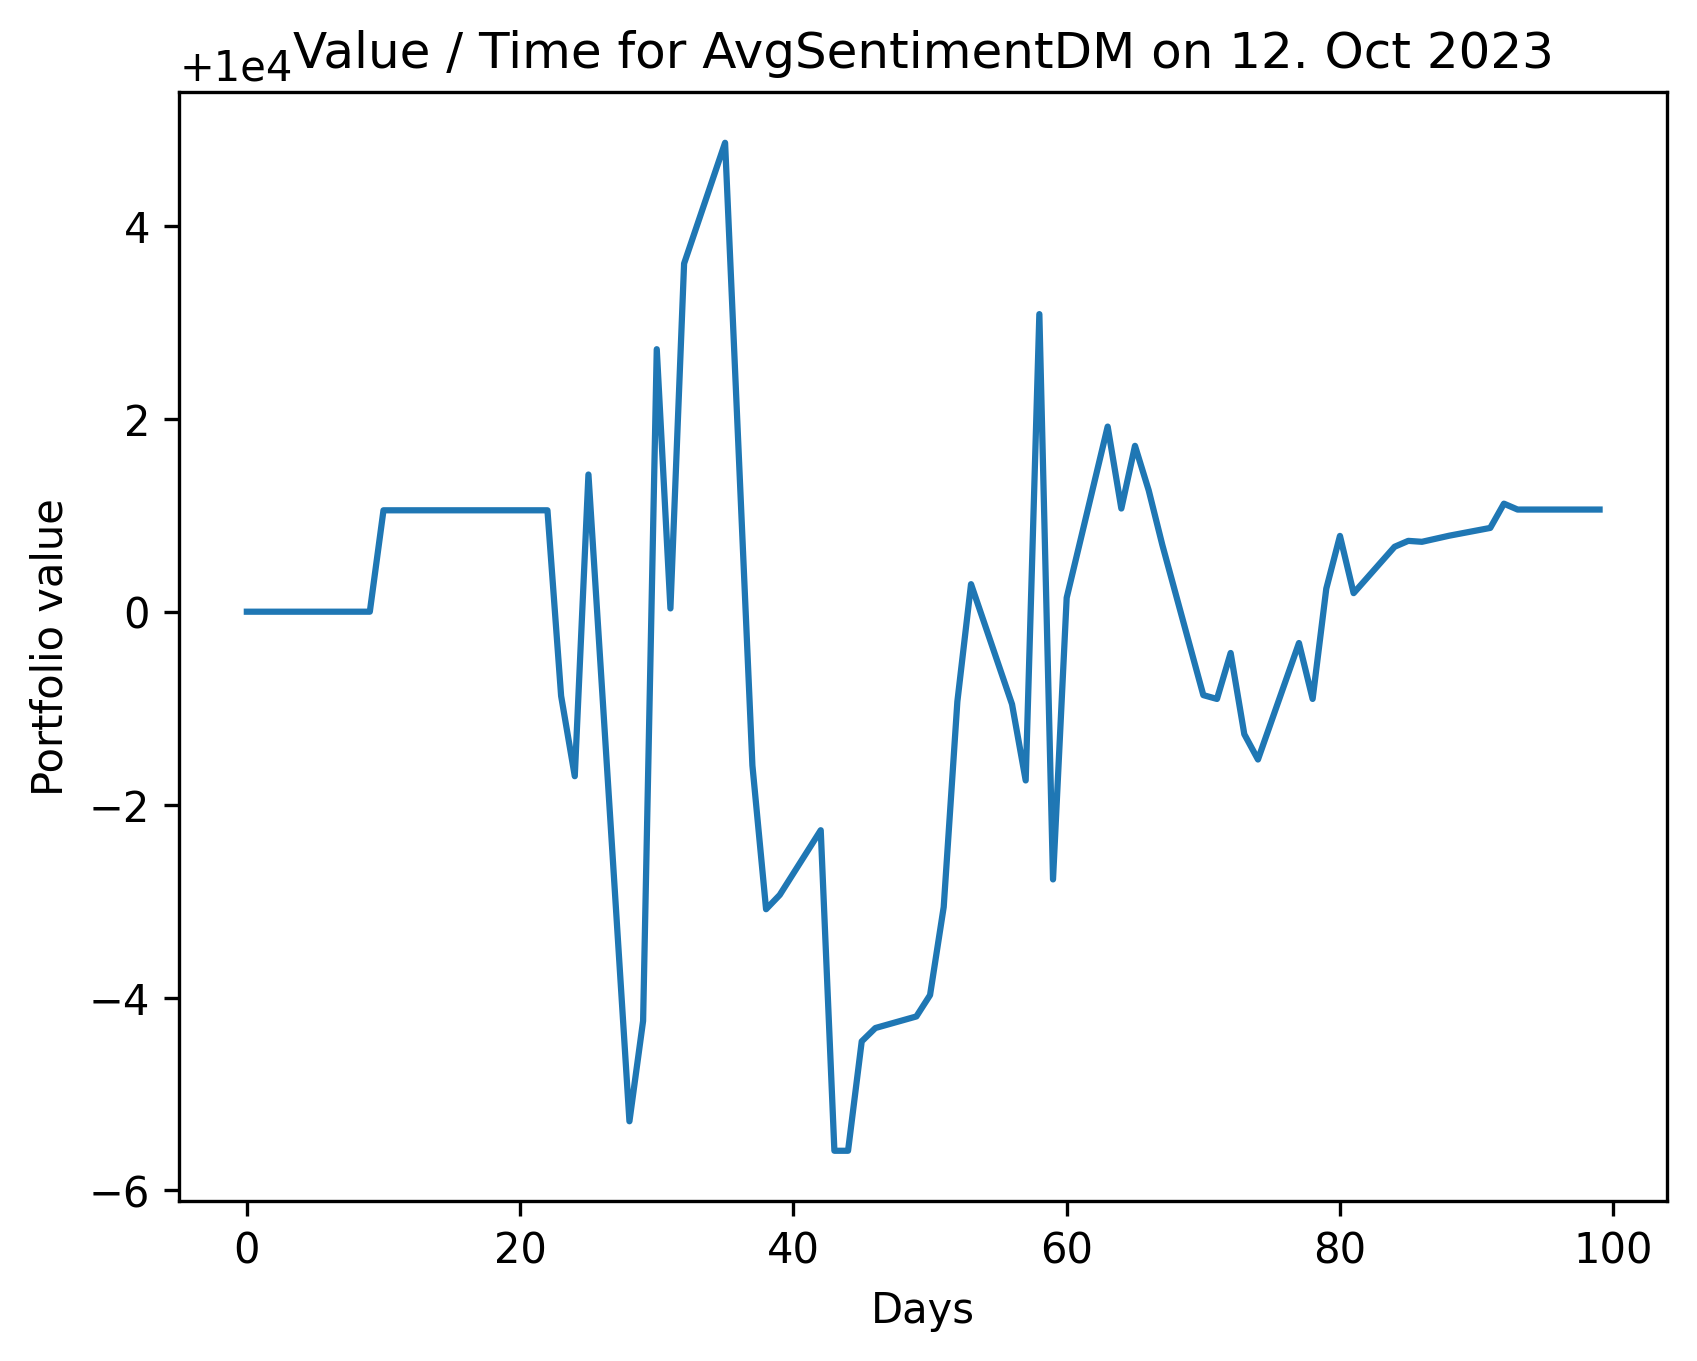 +1e4
Value / Time for AvgSentimentDM on 12. Oct 2023
Portfolio value
4
2
0
−2
−4
−6
0 20 40 60 80 100
Days